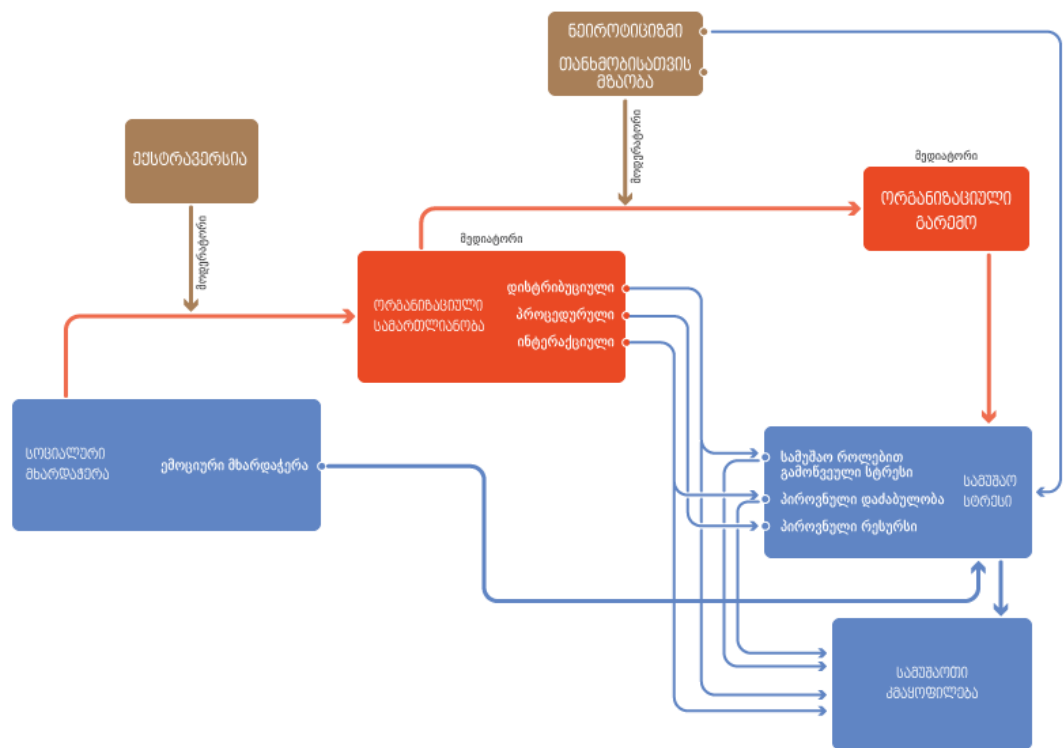 ნეიროტიციზმი
თანხმობისათვის
მზაობა
ექსტრავერსია
მოდერატორი
მოდერატორი
მედიატორი
ორგანიზაციული
გარემო
მედიატორი
ორგანიზაციული
სამართლიანობა
დისტრიბუციული
პროცედურული
ინტერაქციული
სოციალური
მხარდაჭერა
ემოციური მხარდაჭერა
სამუშაო როლებით
გამოწვეული სტრესი
პიროვნული დაძაბულობა
პიროვნული რესურსი
სამუშაო
სტრესი
სამუშაოთი
კმაყოფილება